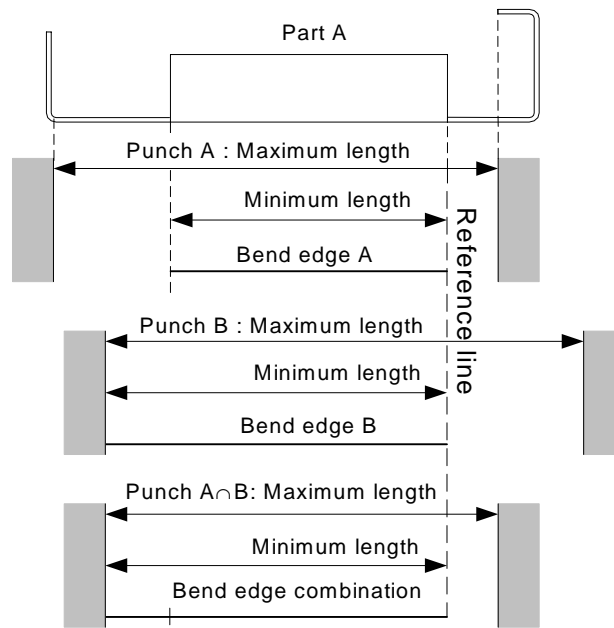 Part A
Punch A : Maximum length
Minimum length
Bend edge A
Reference line
Punch B : Maximum length
Minimum length
Bend edge B
Punch A∩B: Maximum length
Minimum length
Bend edge combination